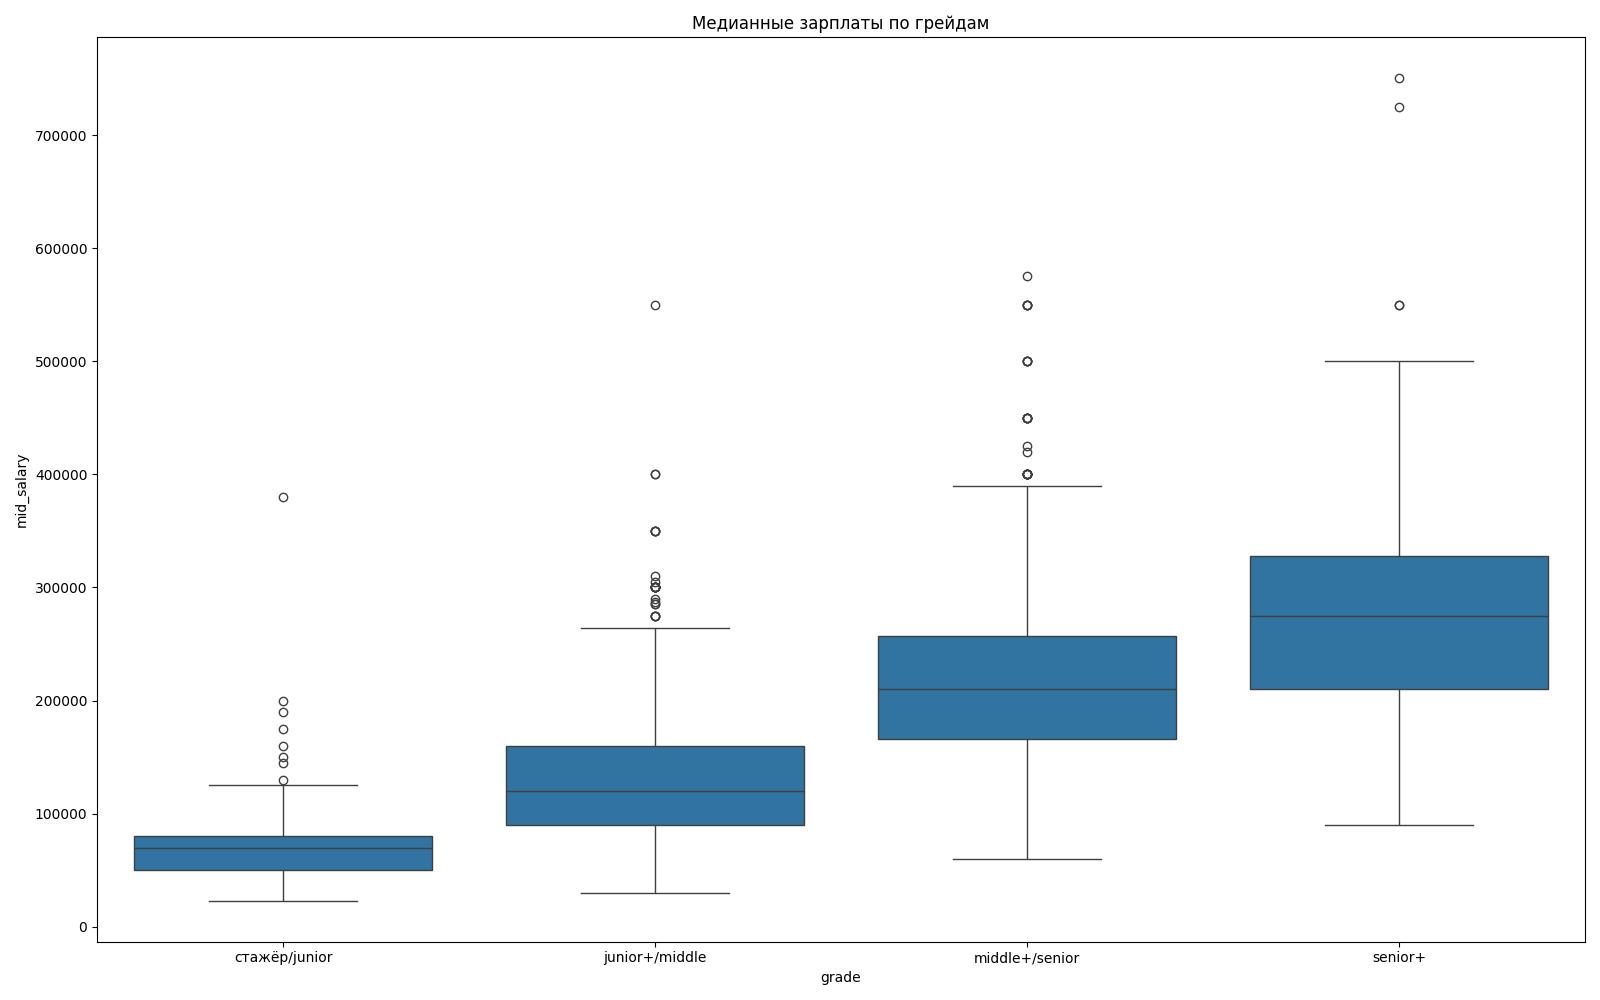 Медианные зарплаты по грейдам
mid_salary
700000
600000
500000
400000
300000
200000
100000
0
стажёр/junior
junior+/middle
middle+/senior
senior+
grade